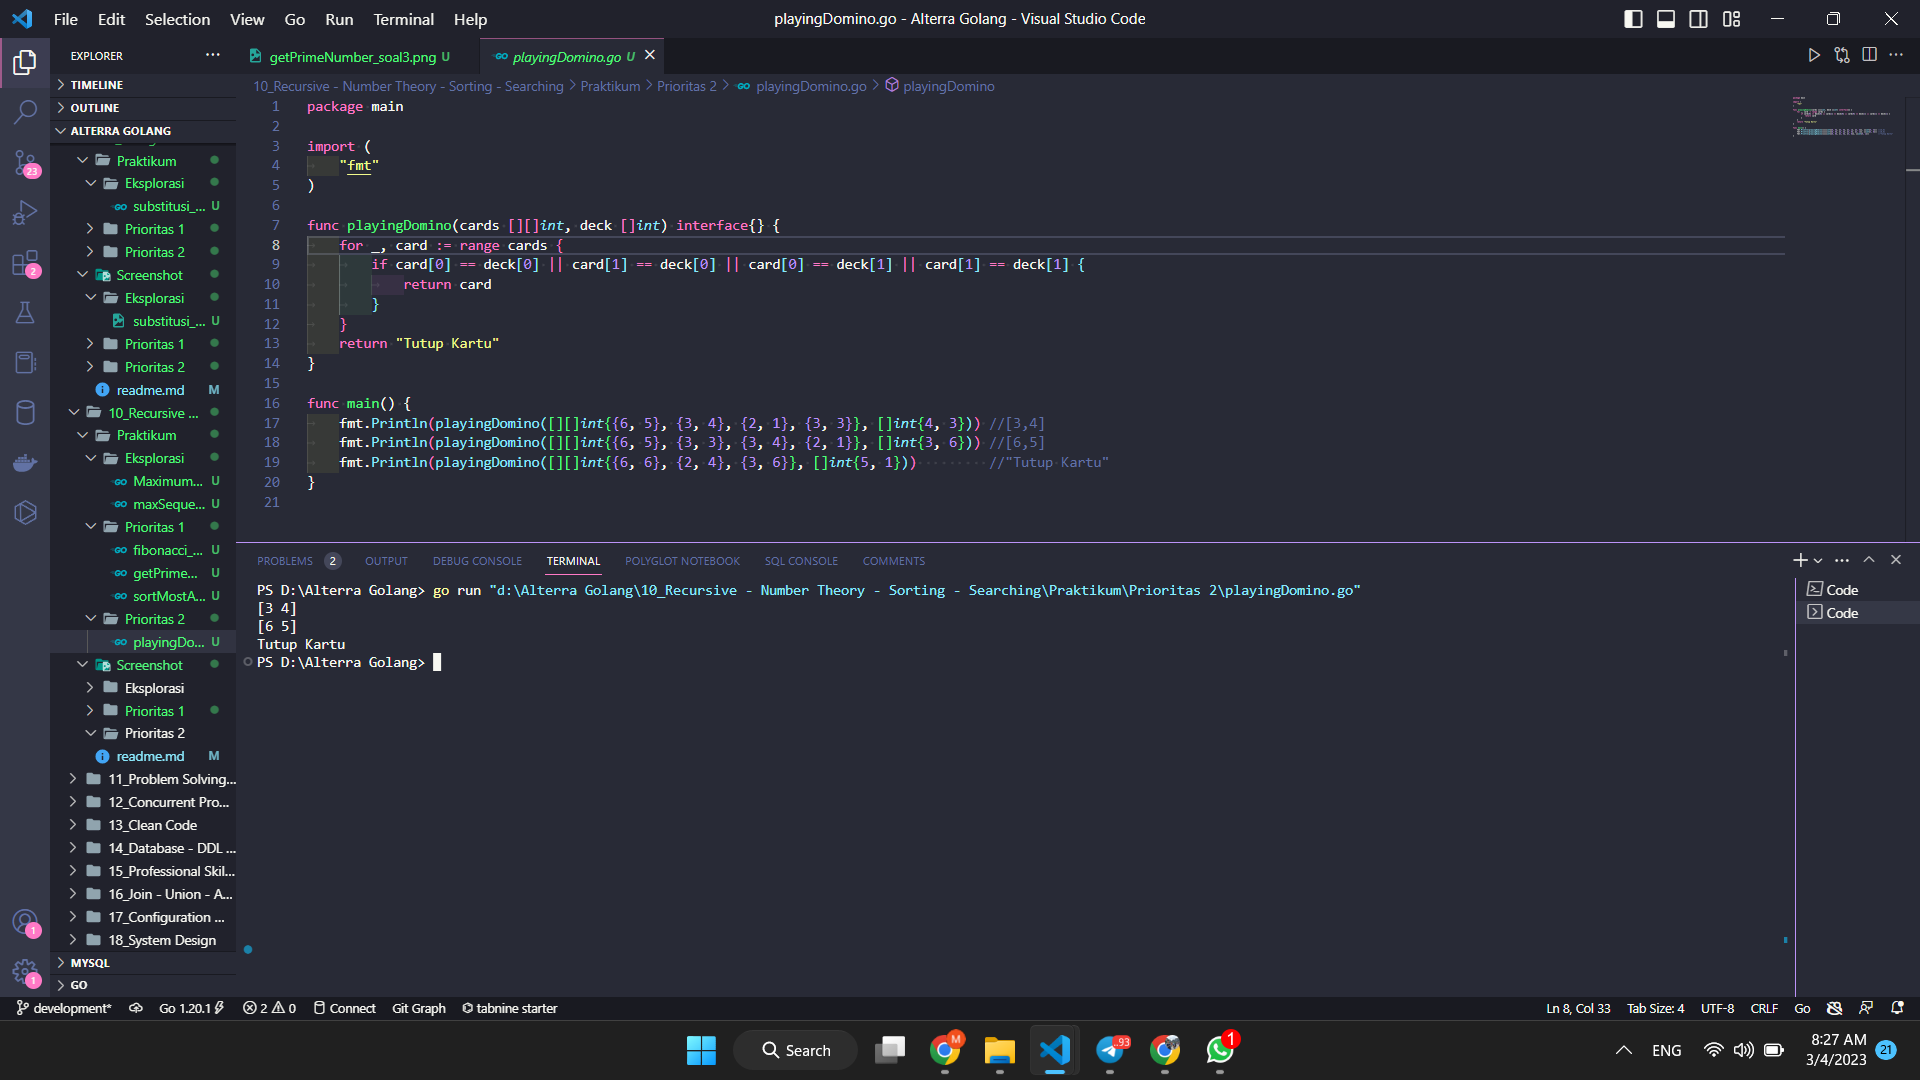 File Edit Selection View Go Run Terminal Help
playingDomino.go - Alterra Golang - Visual Studio Code
EXPLORER
TIMELINE
OUTLINE
ALTERRA GOLANG
Praktikum
Eksplorasi
substitusi_... U
Prioritas 1
Prioritas 2
Screenshot
Eksplorasi
substitusi_... U
Prioritas 1
Prioritas 2
readme.md M
10_Recursive ...
Praktikum
Eksplorasi
Maximum... U
maxSeque... U
Prioritas 1
fibonacci_... U
getPrime... U
sortMostA... U
Prioritas 2
playingDo... U
Screenshot
Eksplorasi
Prioritas 1
Prioritas 2
readme.md M
11_Problem Solving...
12_Concurrent Pro...
13_Clean Code
14_Database - DDL ...
15_Professional Skil...
16_Join - Union - A...
17_Configuration ...
18_System Design
MYSQL
GO
23
2
1
1
getPrimeNumber_soal3.png U
playingDomino.go U
10_Recursive - Number Theory - Sorting - Searching > Praktikum > Prioritas 2 > playingDomino.go > playingDomino
1 package main
2
3 import (
4 "fmt"
5 )
6
7 func playingDomino(cards [][]int, deck []int) interface{} {
8 for _, card := range cards {
9 if card[0] == deck[0] || card[1] == deck[0] || card[0] == deck[1] || card[1] == deck[1] {
10 return card
11 }
12 }
13 return "Tutup Kartu"
14 }
15
16 func main() {
17 fmt.Println(playingDomino([][]int{{6, 5}, {3, 4}, {2, 1}, {3, 3}}, []int{4, 3})) //[3,4]
18 fmt.Println(playingDomino([][]int{{6, 5}, {3, 3}, {3, 4}, {2, 1}}, []int{3, 6})) //[6,5]
19 fmt.Println(playingDomino([][]int{{6, 6}, {2, 4}, {3, 6}}, []int{5, 1})) //"Tutup Kartu"
20 }
21
PROBLEMS 2 OUTPUT DEBUG CONSOLE TERMINAL POLYGLOT NOTEBOOK SQL CONSOLE COMMENTS
PS D:\Alterra Golang> go run "d:\Alterra Golang\10_Recursive - Number Theory - Sorting - Searching\Praktikum\Prioritas 2\playingDomino.go"
[3 4]
[6 5]
Tutup Kartu
PS D:\Alterra Golang>
Code
Code
development* Go 1.20.1 2 0 Connect Git Graph tabnine starter
Ln 8, Col 33 Tab Size: 4 UTF-8 CRLF Go
Search
M
93
1
ENG
8:27 AM
3/4/2023
21